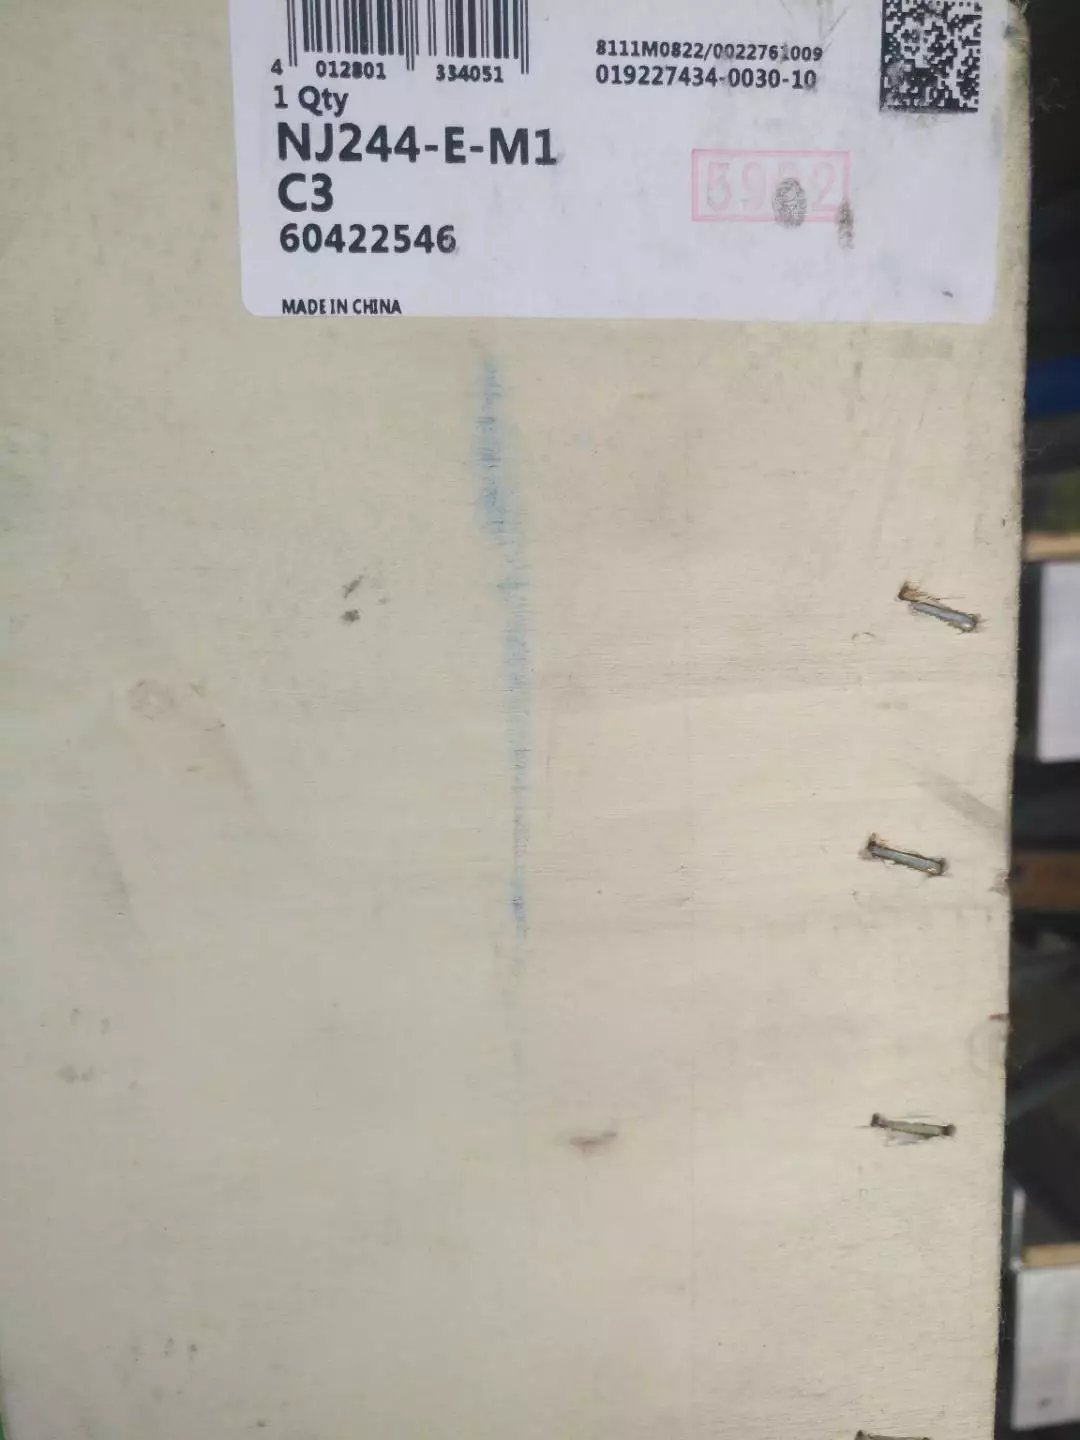 4 012801 334051
8111M0822/0022761009
019227434-0030-10
1 Qty
NJ244-E-M1
C3
60422546
MADE IN CHINA